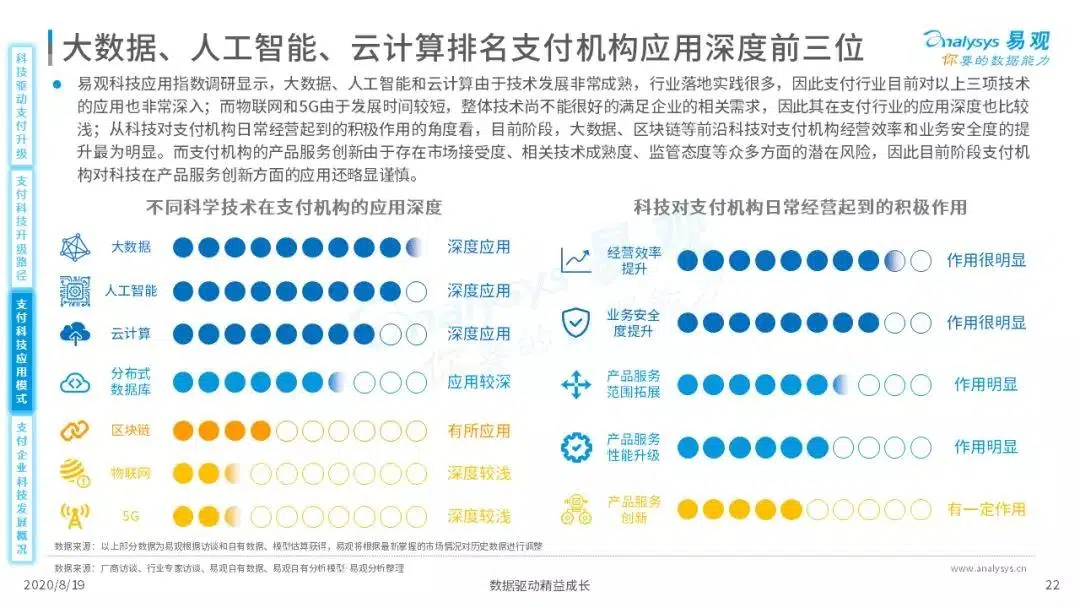 大数据、人工智能、云计算排名支付机构应用深度前三位
analysys 易观
你要的数据能力
科技驱动支付升级
支付科技升级路径
支付科技应用模式
支付企业科技发展概况
易观科技应用指数调研显示，大数据、人工智能和云计算由于技术发展非常成熟，行业落地实践很多，因此支付行业目前对以上三项技术
的应用也非常深入；而物联网和5G由于发展时间较短，整体技术尚不能很好的满足企业的相关需求，因此其在支付行业的应用深度也比较
浅；从科技对支付机构日常经营起到的积极作用的角度看，目前阶段，大数据、区块链等前沿科技对支付机构经营效率和业务安全度的提
升最为明显。而支付机构的产品服务创新由于存在市场接受度、相关技术成熟度、监管态度等众多方面的潜在风险，因此目前阶段支付机
构对科技在产品服务创新方面的应用还略显谨慎。
不同科学技术在支付机构的应用深度
大数据 深度应用
人工智能 深度应用
云计算 深度应用
分布式
数据库 应用较深
区块链 有所应用
物联网 深度较浅
5G 深度较浅
科技对支付机构日常经营起到的积极作用
经营效率
提升 作用很明显
业务安全
度提升 作用很明显
产品服务
范围拓展 作用明显
产品服务
性能升级 作用明显
产品服务
创新 有一定作用
analysys 易观
你要的数据能力
数据来源：以上部分数据为易观根据访谈和自有数据、模型估算获得，易观将根据最新掌握的市场情况对历史数据进行调整
数据来源：厂商访谈、行业专家访谈、易观自有数据、易观自有分析模型·易观分析整理
www.analysys.cn
2020/8/19
数据驱动精益成长
22